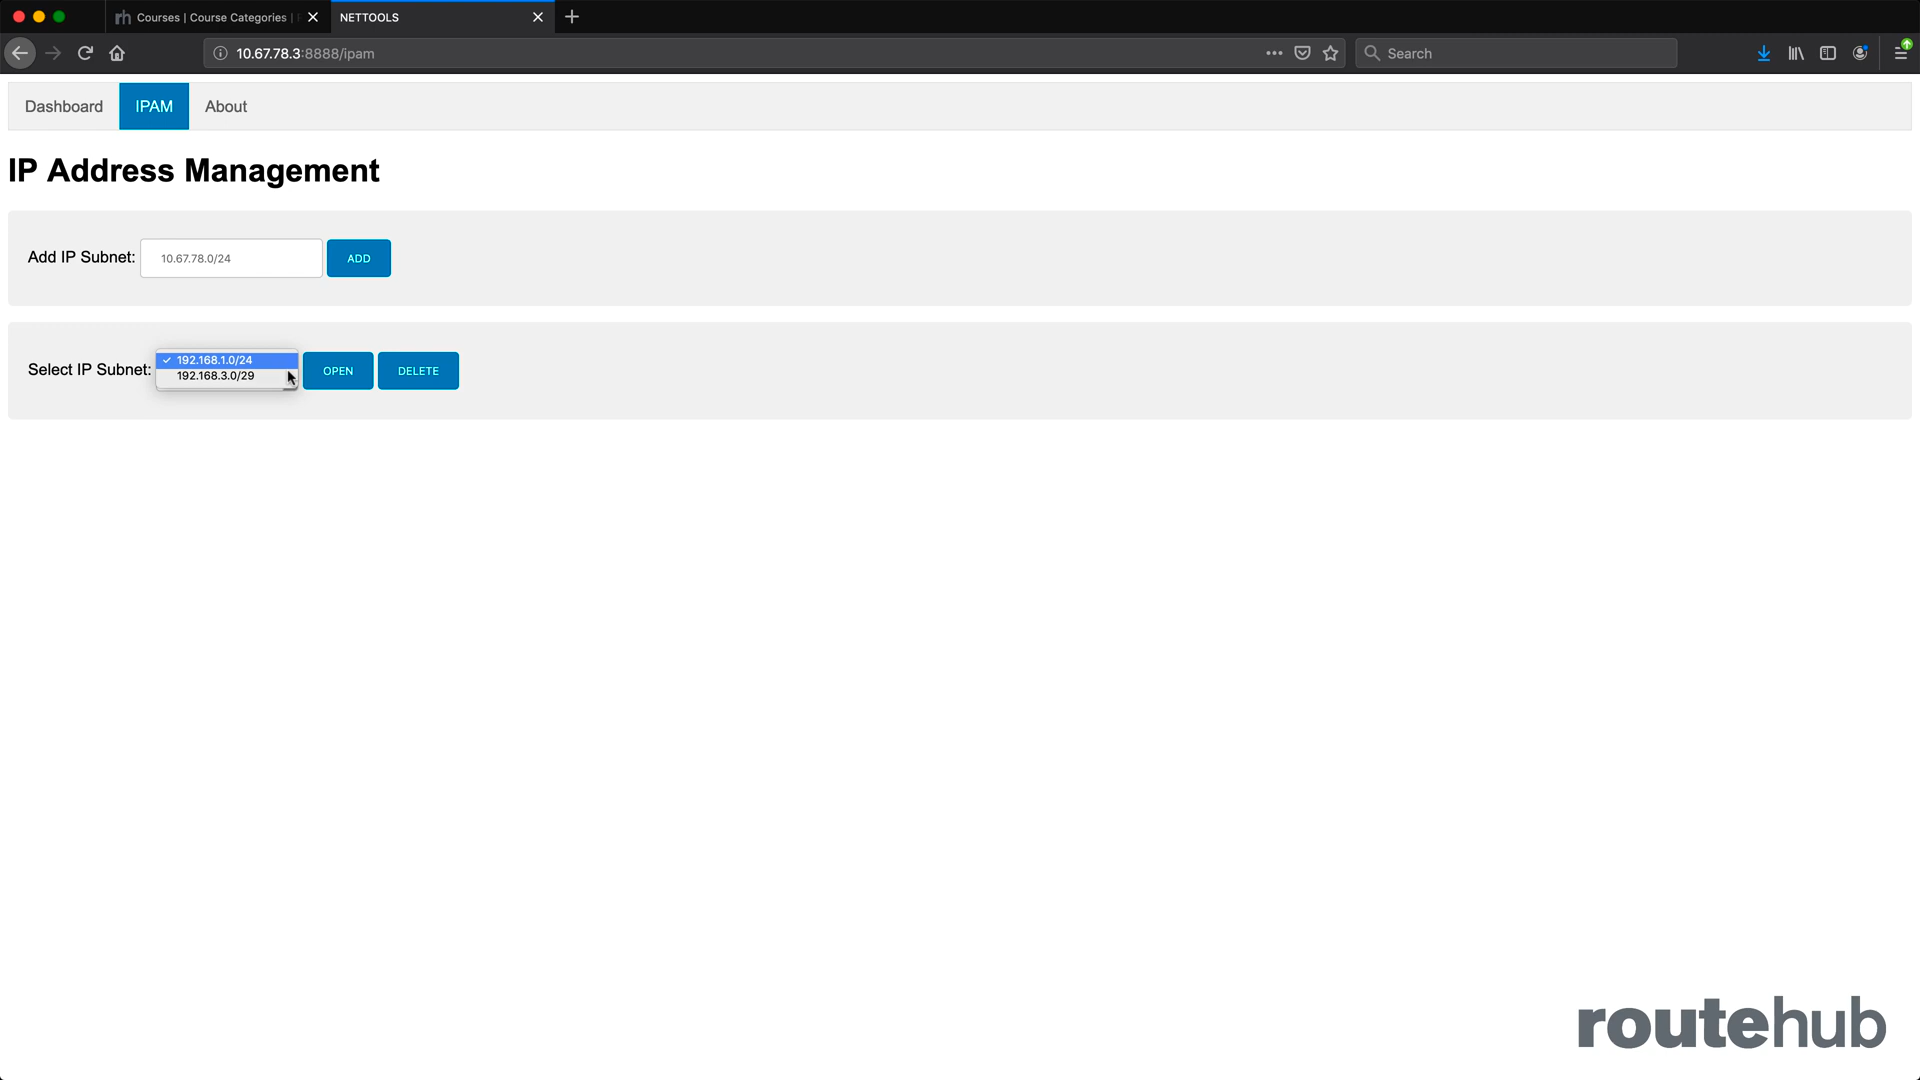 Courses | Course Categories |
NETTOOLS
10.67.78.3:8888/ipam
Search
Dashboard
IPAM
About
IP Address Management
Add IP Subnet:
10.67.78.0/24
ADD
Select IP Subnet:
192.168.1.0/24
192.168.3.0/29
OPEN
DELETE
routehub